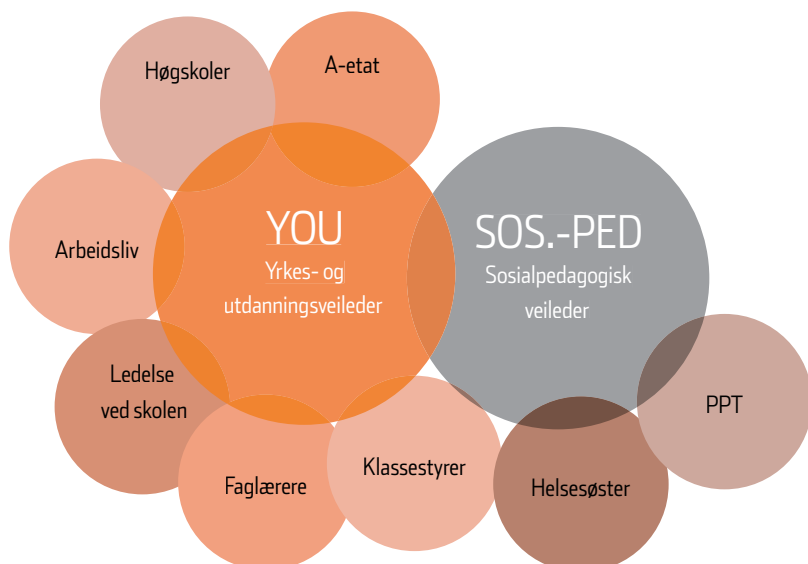 Høgskoler
A-etat
Arbeidsliv
YOU
Yrkes- og
utdanningsveileder
SOS.-PED
Sosialpedagogisk
veileder
Ledelse
ved skolen
PPT
Faglærere
Klassestyrer
Helsesøster